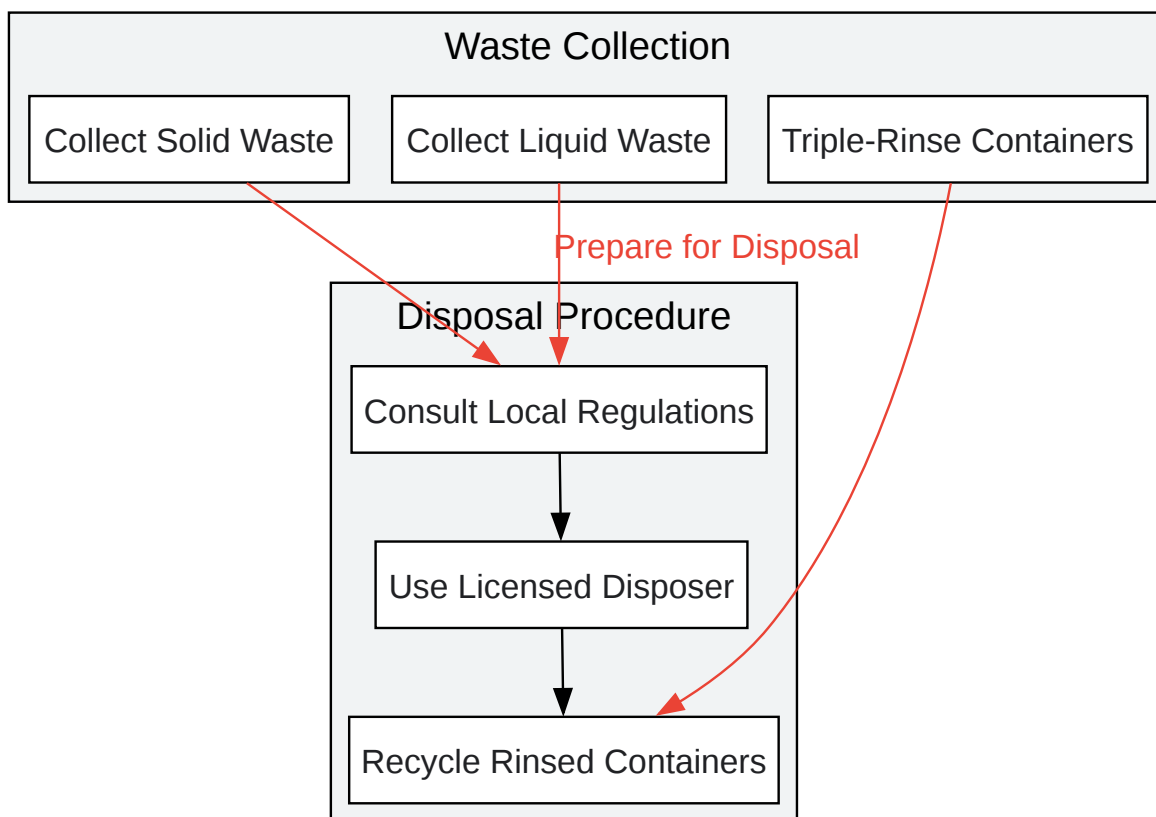 Waste Collection
Collect Solid Waste
Collect Liquid Waste
Triple-Rinse Containers
Prepare for Disposal
Disposal Procedure
Consult Local Regulations
Use Licensed Disposer
Recycle Rinsed Containers